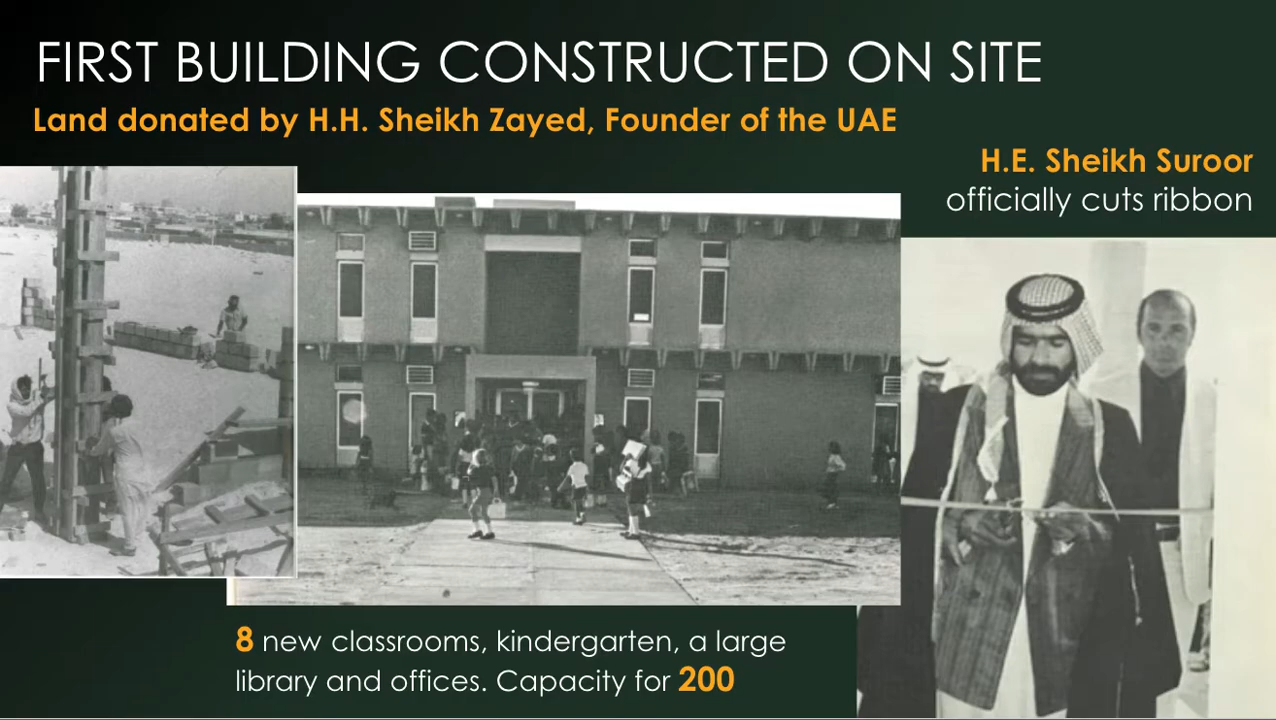 FIRST BUILDING CONSTRUCTED ON SITE
Land donated by H.H. Sheikh Zayed, Founder of the UAE
H.E. Sheikh Suroor
officially cuts ribbon
8 new classrooms, kindergarten, a large
library and offices. Capacity for 200